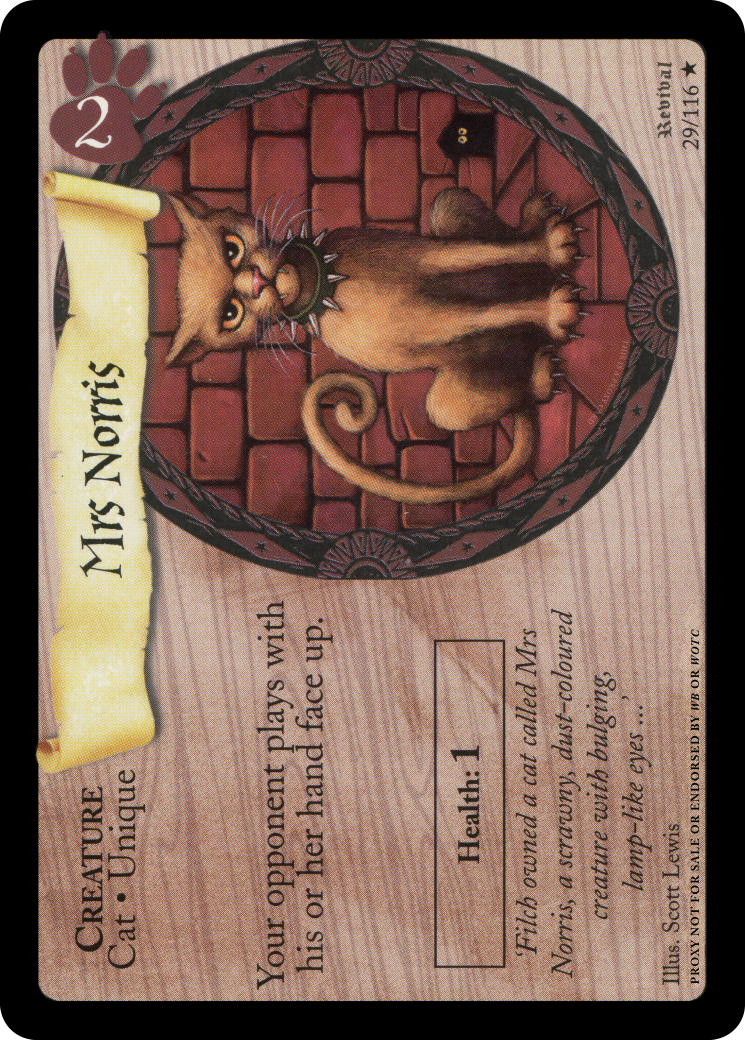 CREATURE
Cat • Unique
Mrs Norris
2
Your opponent plays with
his or her hand face up.
Health: 1
‘Filch owned a cat called Mrs
Norris, a scrawny, dust-coloured
creature with bulging,
lamp-like eyes ...’
Illus. Scott Lewis
PROXY NOT FOR SALE OR ENDORSED BY WB OR WOTC
Revival
29/116 ★